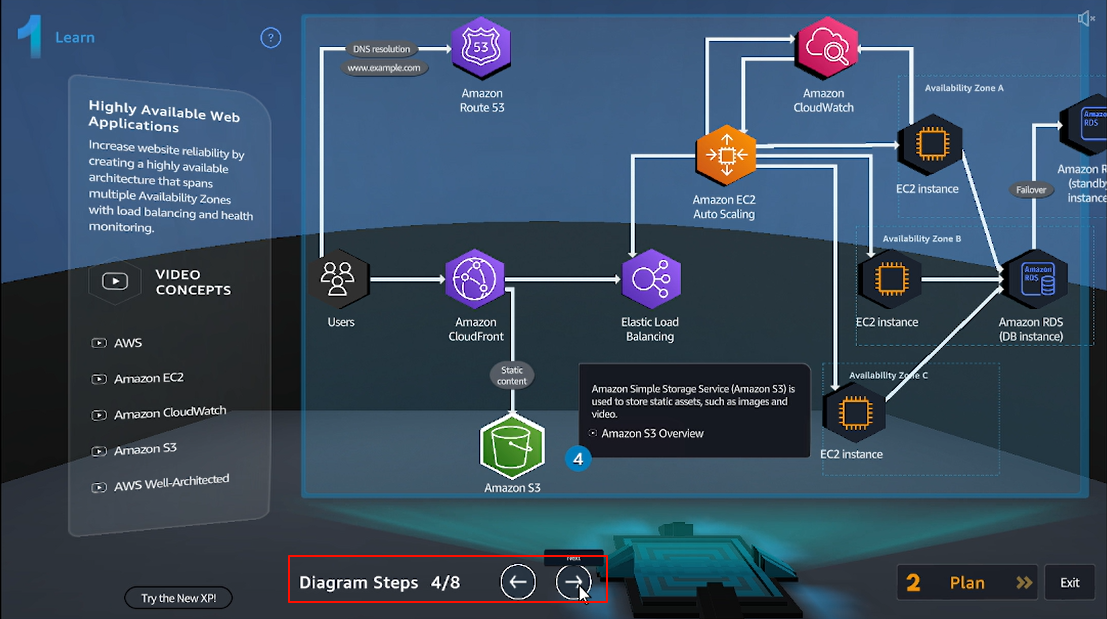 1
Learn
?
Highly Available Web
Applications
Increase website reliability by
creating a highly available
architecture that spans
multiple Availability Zones
with load balancing and health
monitoring.
VIDEO
CONCEPTS
AWS
Amazon EC2
Amazon CloudWatch
Amazon S3
AWS Well-Architected
Try the New XP!
DNS resolution
www.example.com
53
Amazon
Route 53
Amazon
CloudWatch
Availability Zone A
EC2 instance
Amazon
RDS
Amazon R
(standb
instance
Failover
Amazon EC2
Auto Scaling
Availability Zone B
EC2 instance
Amazon
RDS
Amazon RDS
(DB instance)
Users
Amazon
CloudFront
Elastic Load
Balancing
Static
content
Availability Zone C
EC2 instance
Amazon Simple Storage Service (Amazon S3) is
used to store static assets, such as images and
video.
Amazon S3 Overview
4
Amazon S3
Next
Diagram Steps 4/8
2 Plan
Exit